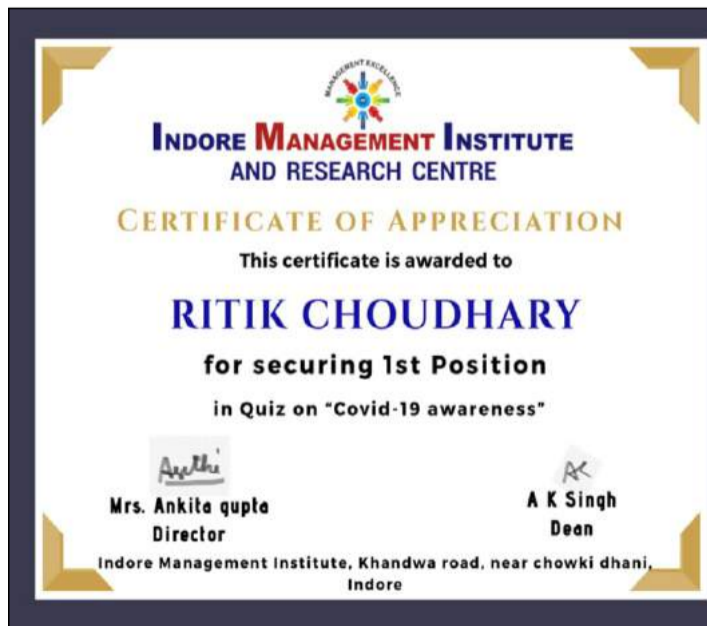 MANAGEMENT EXCELLENCE
INDORE MANAGEMENT INSTITUTE
AND RESEARCH CENTRE
CERTIFICATE OF APPRECIATION
This certificate is awarded to
RITIK CHOUDHARY
for securing 1st Position
in Quiz on “Covid-19 awareness”
Mrs. Ankita gupta
Director
A K Singh
Dean
Indore Management Institute, Khandwa road, near chowki dhani,
Indore